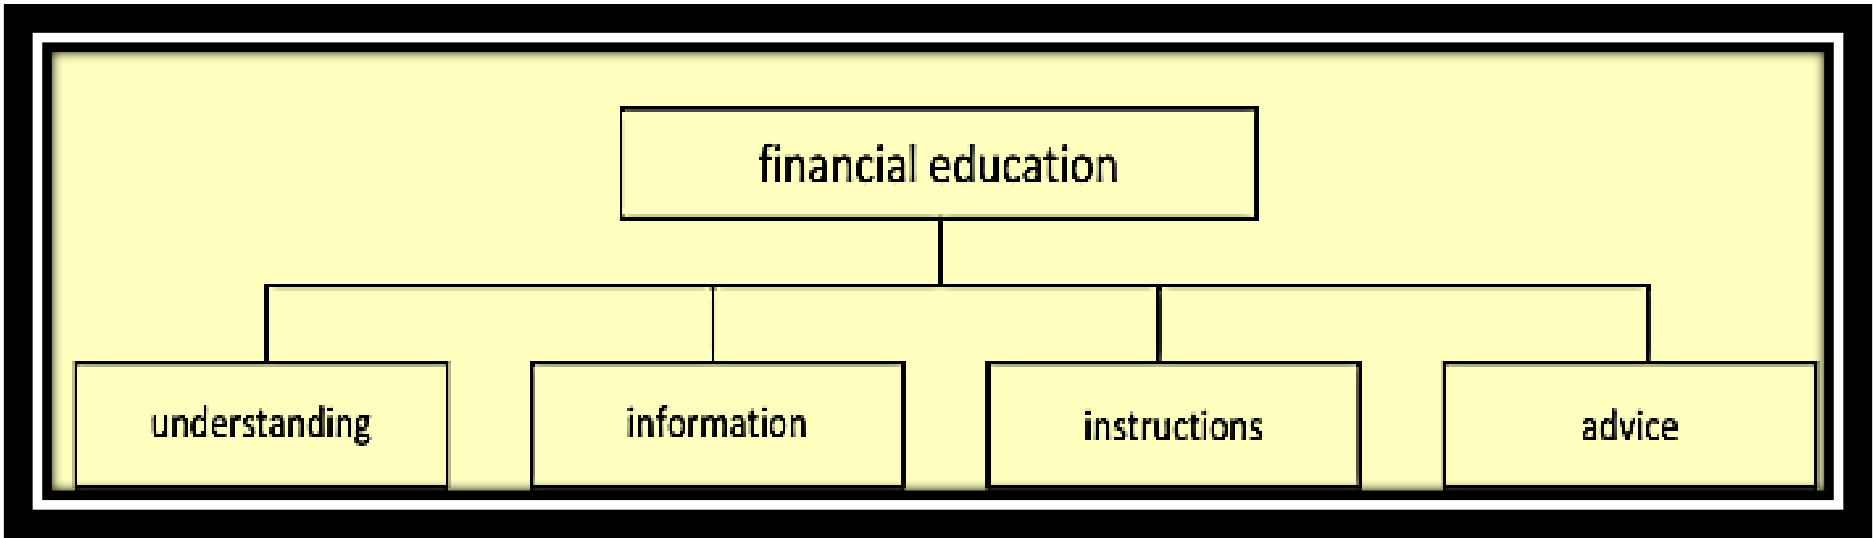 financial education
understanding
information
instructions
advice